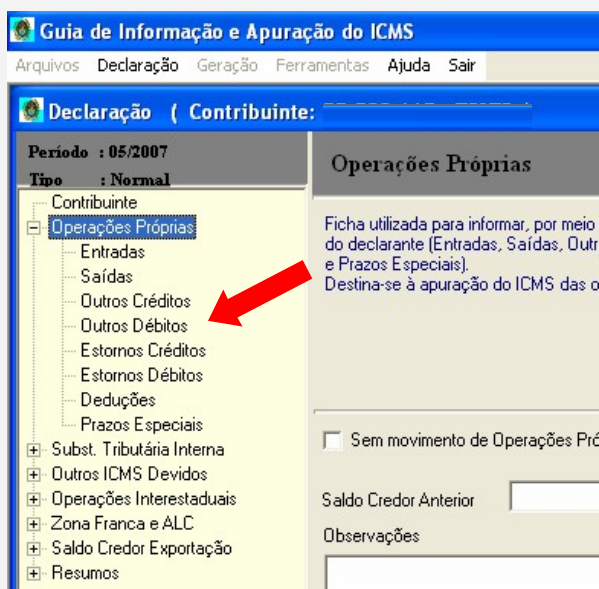 Guia de Informação e Apuração do ICMS
Arquivos Declaração Geração Ferramentas Ajuda Sair
Declaração ( Contribuinte:
Período : 05/2007
Tipo : Normal
Contribuinte
Operações Próprias
Entradas
Saídas
Outros Créditos
Outros Débitos
Estornos Créditos
Estornos Débitos
Deduções
Prazos Especiais
Subst. Tributária Interna
Outros ICMS Devidos
Operações Interestaduais
Zona Franca e ALC
Saldo Credor Exportação
Resumos
Operações Próprias
Ficha utilizada para informar, por meio
do declarante (Entradas, Saídas, Outr
e Prazos Especiais).
Destina-se à apuração do ICMS das o
Sem movimento de Operações Pró
Saldo Credor Anterior
Observações